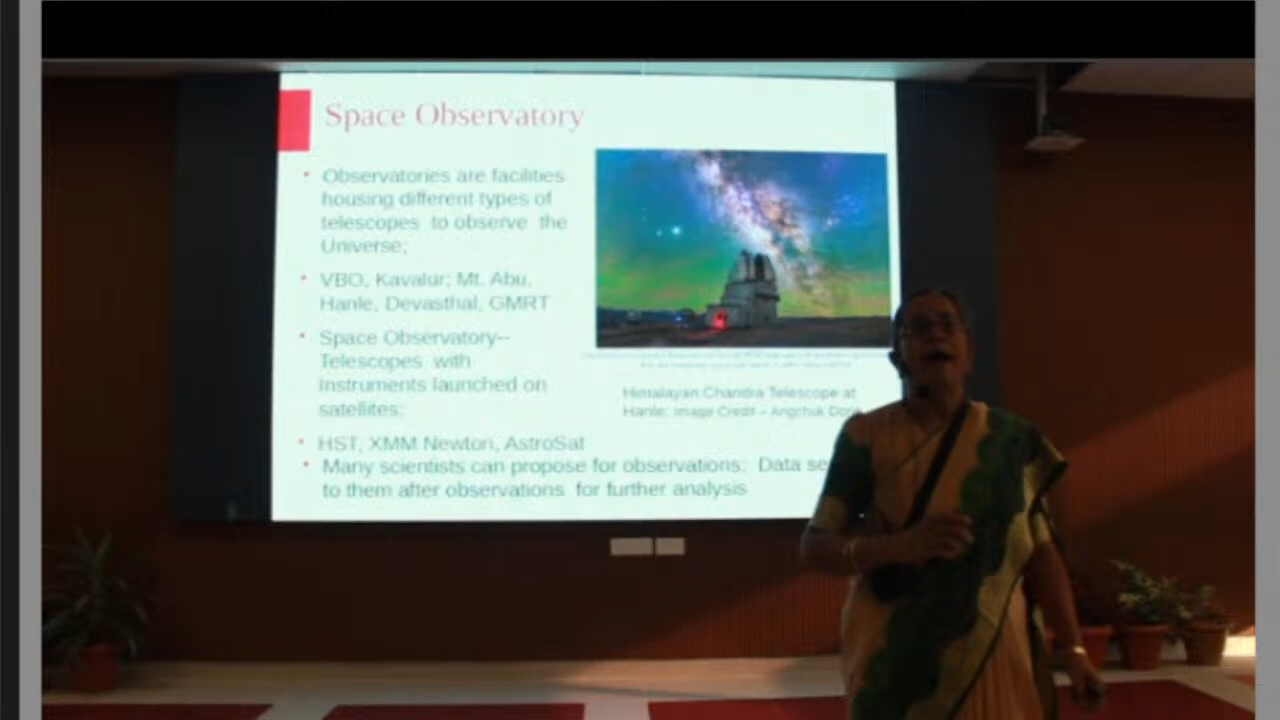 Space Observatory
Observatories are facilities
housing different types of
telescopes to observe the
Universe;
VBO, Kavalur; Mt. Abu,
Hanle, Devasthal, GMRT
Space Observatory--
Telescopes with
Instruments launched on
satellites;
HST, XMM Newton, AstroSat
Many scientists can propose for observations; Data
to them after observations for further analysis
Himalayan Chandra Telescope at
Hanle; Image Credit – Angchuk